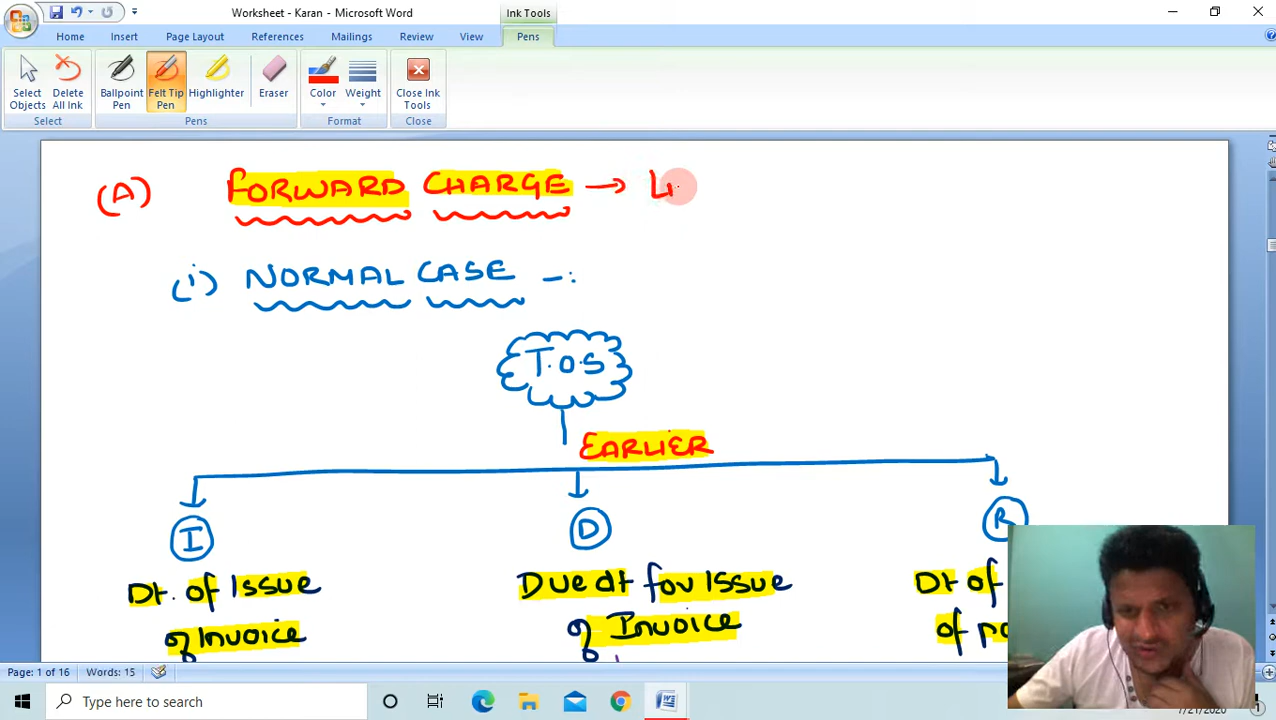 Worksheet - Karan - Microsoft Word
Ink Tools
Home Insert Page Layout References Mailings Review View Pens
Select Objects
Delete All Ink
Ballpoint Pen
Felt Tip Pen
Highlighter
Eraser
Color
Weight
Close Ink Tools
Select Pens Format Close
(A) FORWARD CHARGE →
(i) NORMAL CASE -:
T.O.S
EARLIER
I D R
Dt. of Issue of Invoice
Due dt for Issue of Invoice
Dt of
of
Page: 1 of 16 Words: 15
Type here to search
7/21/2020